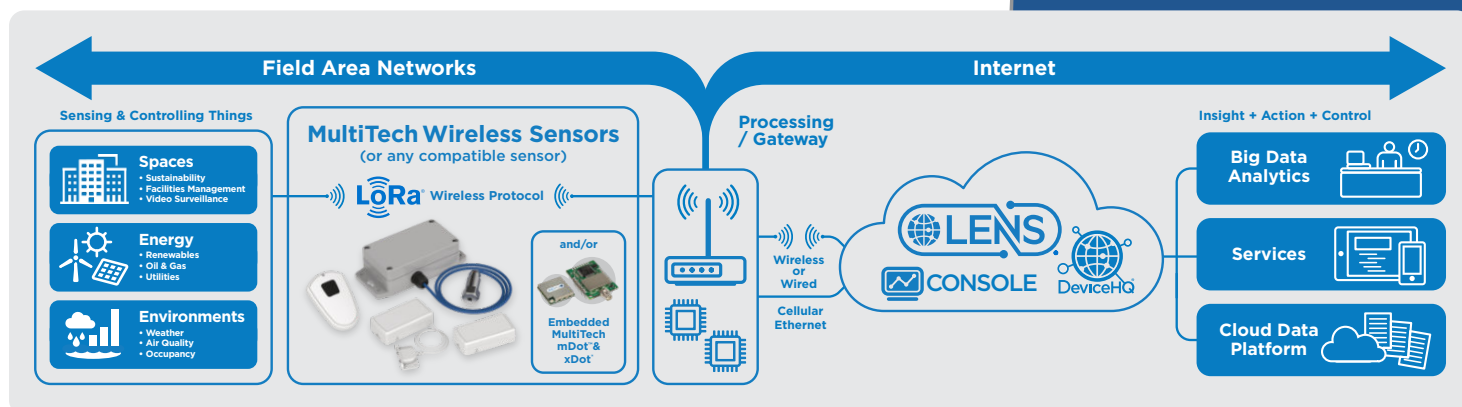 Field Area Networks
Internet
Sensing & Controlling Things
Spaces
• Sustainability
• Facilities Management
• Video Surveillance
Energy
• Renewables
• Oil & Gas
• Utilities
Environments
• Weather
• Air Quality
• Occupancy
MultiTech Wireless Sensors
(or any compatible sensor)
LoRa® Wireless Protocol
and/or
Embedded
MultiTech
mDot™ &
xDot®
Processing
/ Gateway
Wireless
or
Wired
Cellular
Ethernet
LENS
CONSOLE
DeviceHQ®
Insight + Action + Control
Big Data
Analytics
Services
Cloud Data
Platform